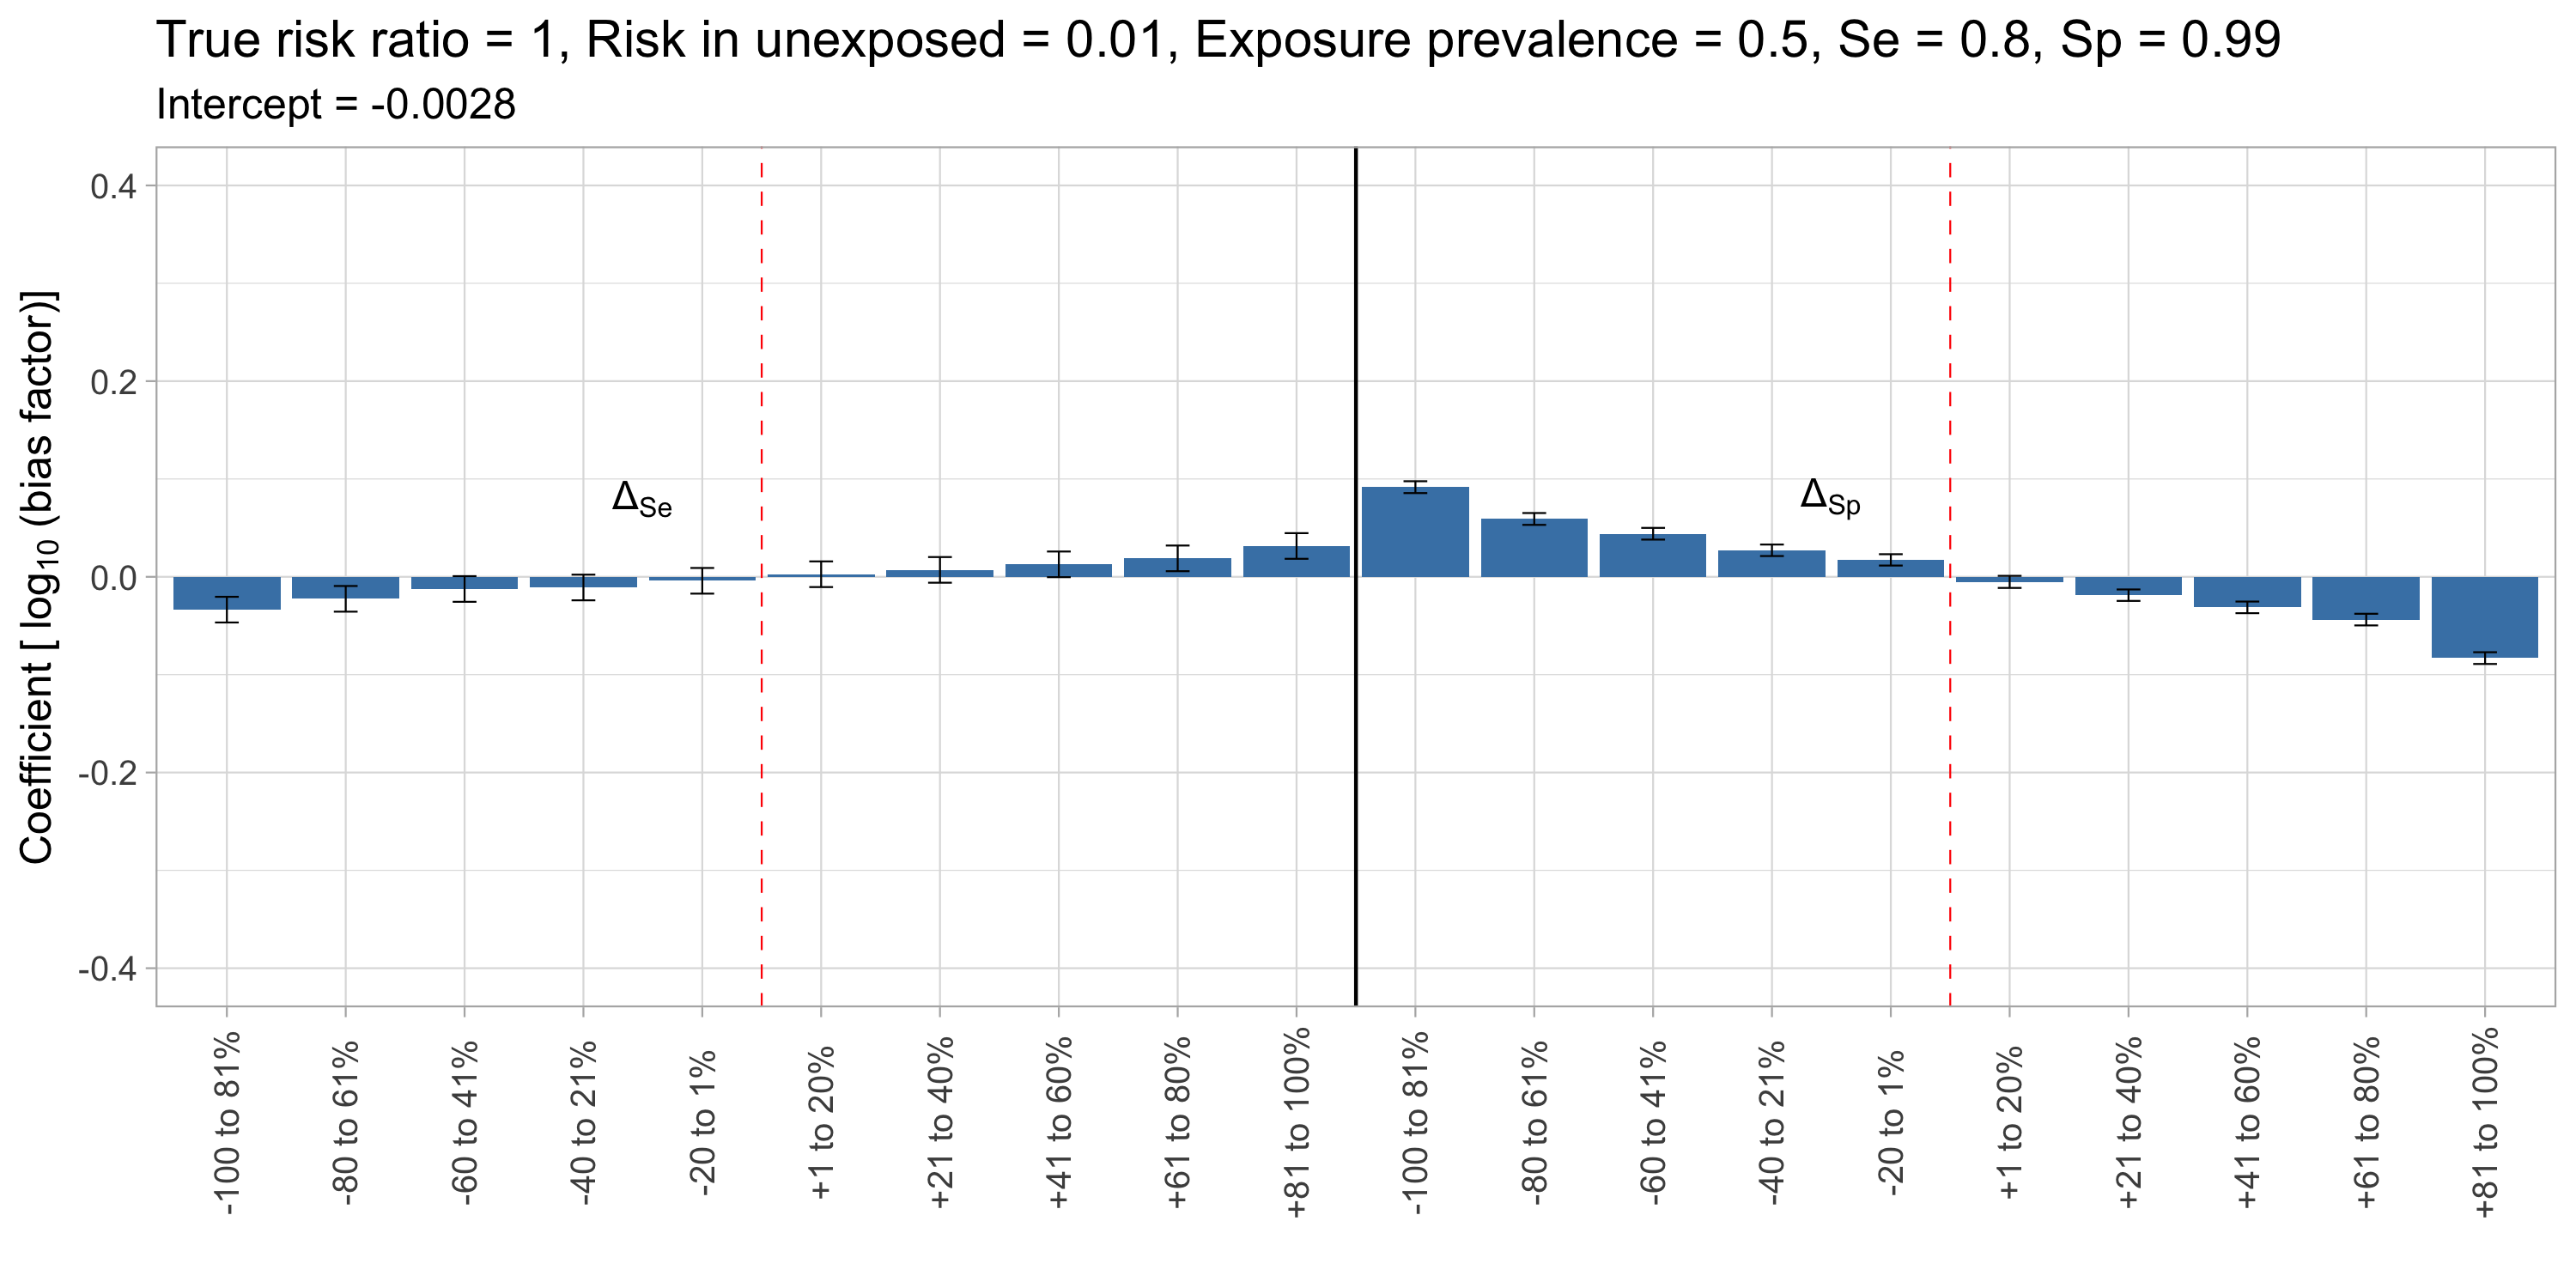 True risk ratio = 1, Risk in unexposed = 0.01, Exposure prevalence = 0.5, Se = 0.8, Sp = 0.99
Intercept = -0.0028
Coefficient [ log10 (bias factor)]
0.4
0.2
0.0
-0.2
-0.4
ΔSe
ΔSp
-100 to 81%
-80 to 61%
-60 to 41%
-40 to 21%
-20 to 1%
+1 to 20%
+21 to 40%
+41 to 60%
+61 to 80%
+81 to 100%
-100 to 81%
-80 to 61%
-60 to 41%
-40 to 21%
-20 to 1%
+1 to 20%
+21 to 40%
+41 to 60%
+61 to 80%
+81 to 100%